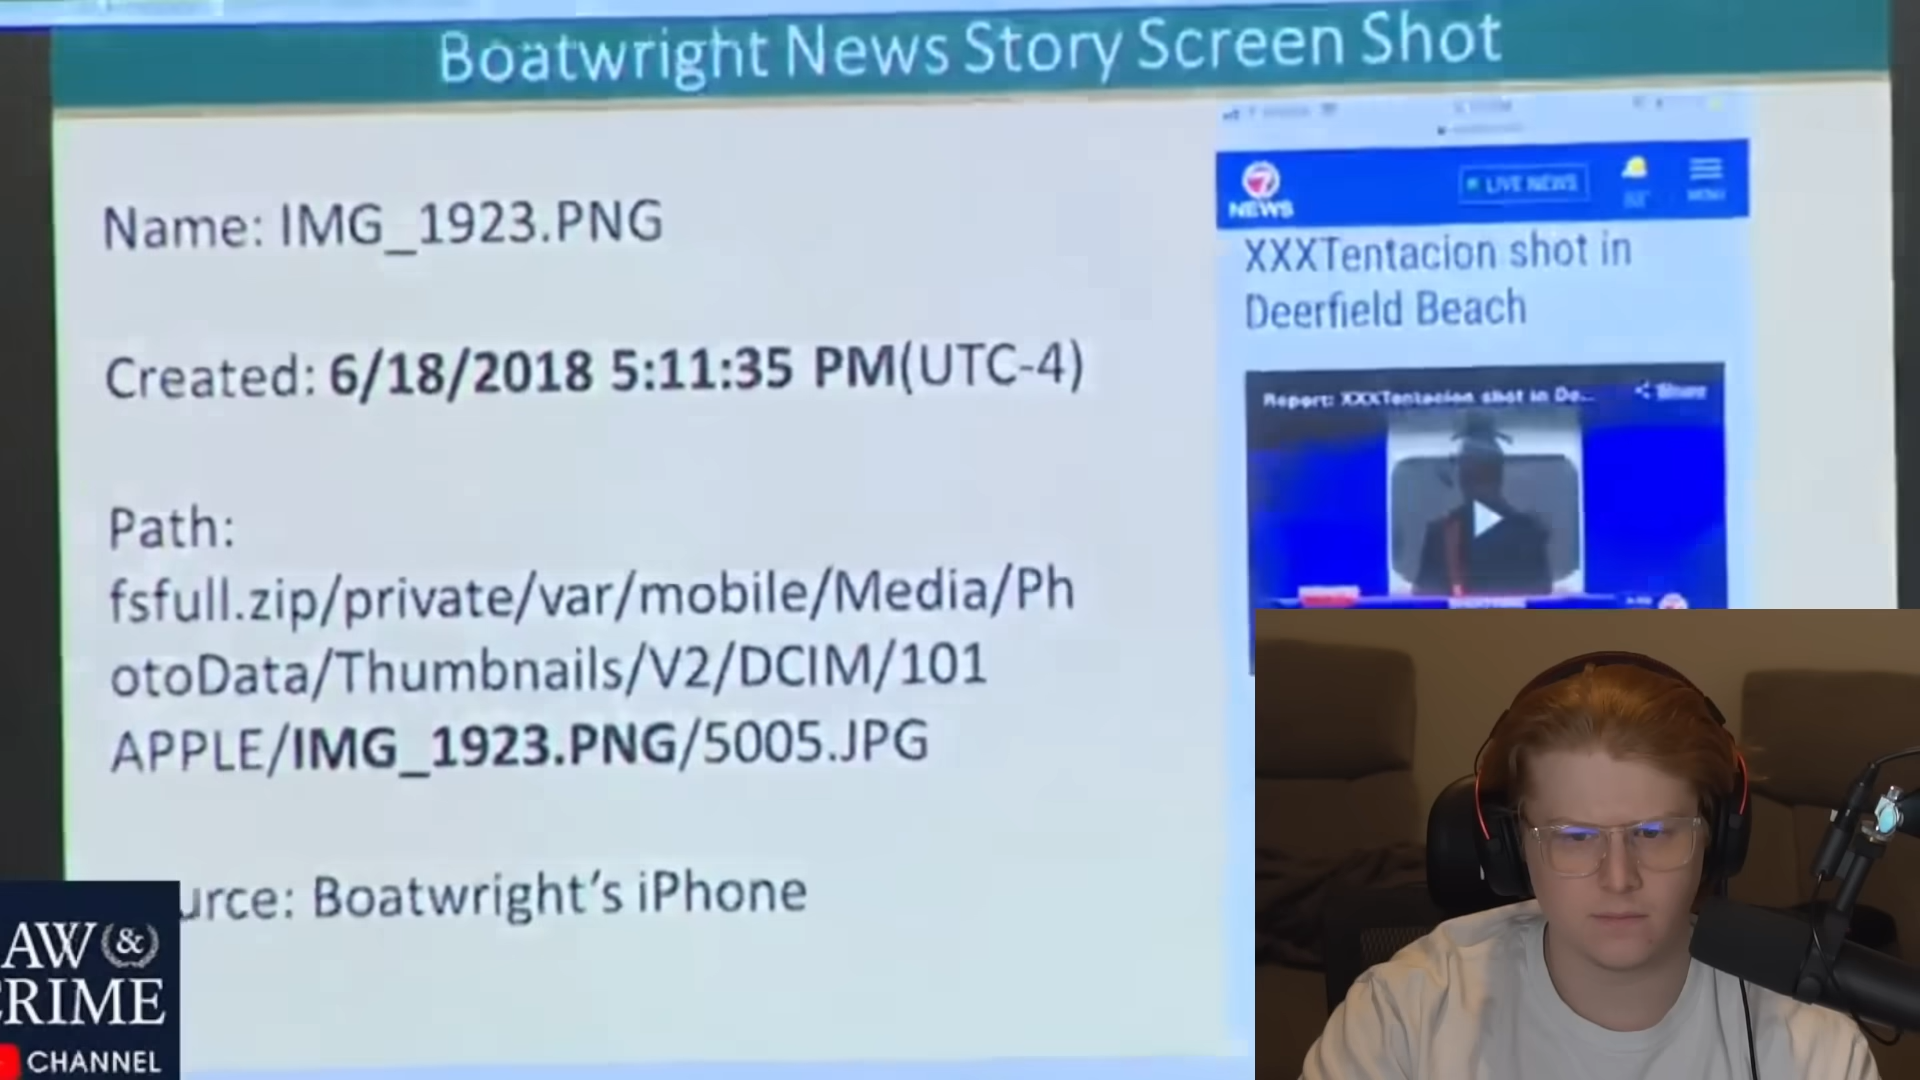 Boatwright News Story Screen Shot
Name: IMG_1923.PNG
Created: 6/18/2018 5:11:35 PM(UTC-4)
Path:
fsfull.zip/private/var/mobile/Media/Ph
otoData/Thumbnails/V2/DCIM/101
APPLE/IMG_1923.PNG/5005.JPG
urce: Boatwright's iPhone
7
NEWS
LIVE NEWS
MENU
XXXTentacion shot in
Deerfield Beach
Report: XXXTentacion shot in De...
Share
AW &
CRIME
CHANNEL